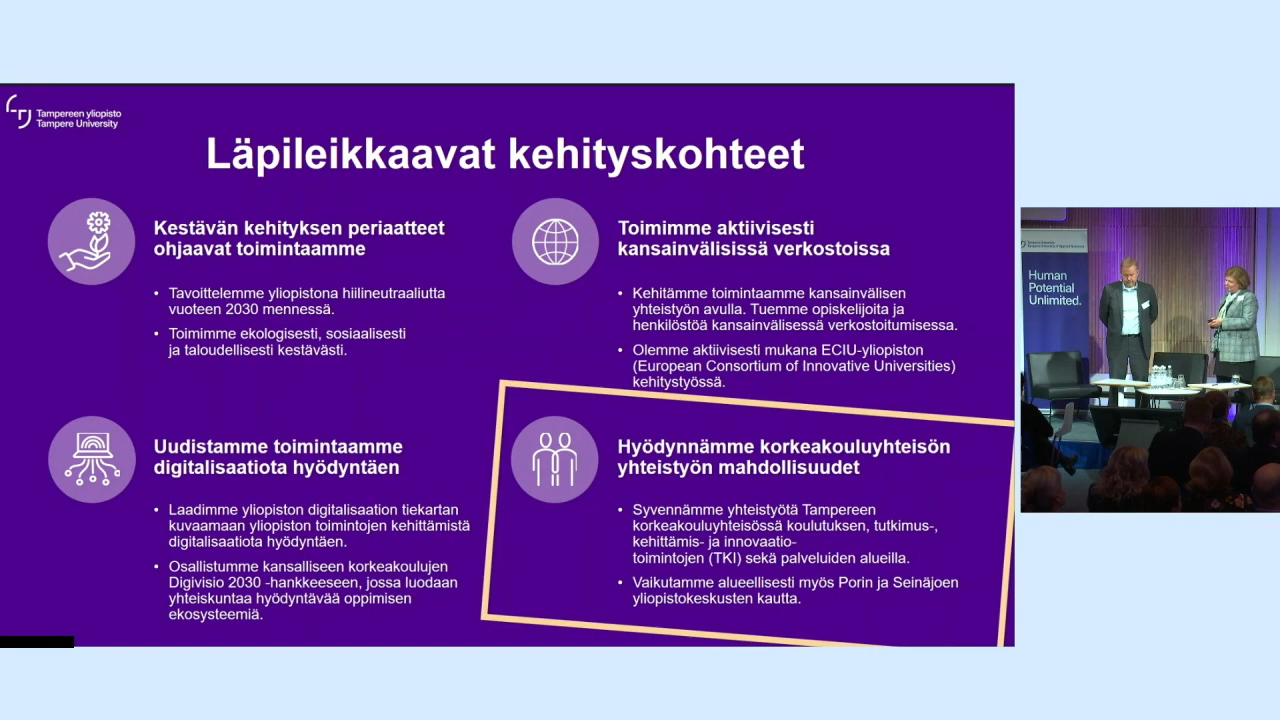 Tampereen yliopisto
Tampere University
Läpileikkaavat kehityskohteet
Kestävän kehityksen periaatteet
ohjaavat toimintaamme
• Tavoittelemme yliopistona hiilineutraaliutta
vuoteen 2030 mennessä.
• Toimimme ekologisesti, sosiaalisesti
ja taloudellisesti kestävästi.
Toimimme aktiivisesti
kansainvälisissä verkostoissa
• Kehitämme toimintaamme kansainvälisen
yhteistyön avulla. Tuemme opiskelijoita ja
henkilöstöä kansainvälisessä verkostoitumisessa.
• Olemme aktiivisesti mukana ECIU-yliopiston
(European Consortium of Innovative Universities)
kehitystyössä.
Uudistamme toimintaamme
digitalisaatiota hyödyntäen
• Laadimme yliopiston digitalisaation tiekartan
kuvaamaan yliopiston toimintojen kehittämistä
digitalisaatiota hyödyntäen.
• Osallistumme kansalliseen korkeakoulujen
Digivisio 2030 -hankkeeseen, jossa luodaan
yhteiskuntaa hyödyntävää oppimisen
ekosysteemiä.
Hyödynnämme korkeakouluyhteisön
yhteistyön mahdollisuudet
• Syvennämme yhteistyötä Tampereen
korkeakouluyhteisössä koulutuksen, tutkimus-,
kehittämis- ja innovaatio-
toimintojen (TKI) sekä palveluiden alueilla.
• Vaikutamme alueellisesti myös Porin ja Seinäjoen
yliopistokeskusten kautta.
Human
Potential
Unlimited.